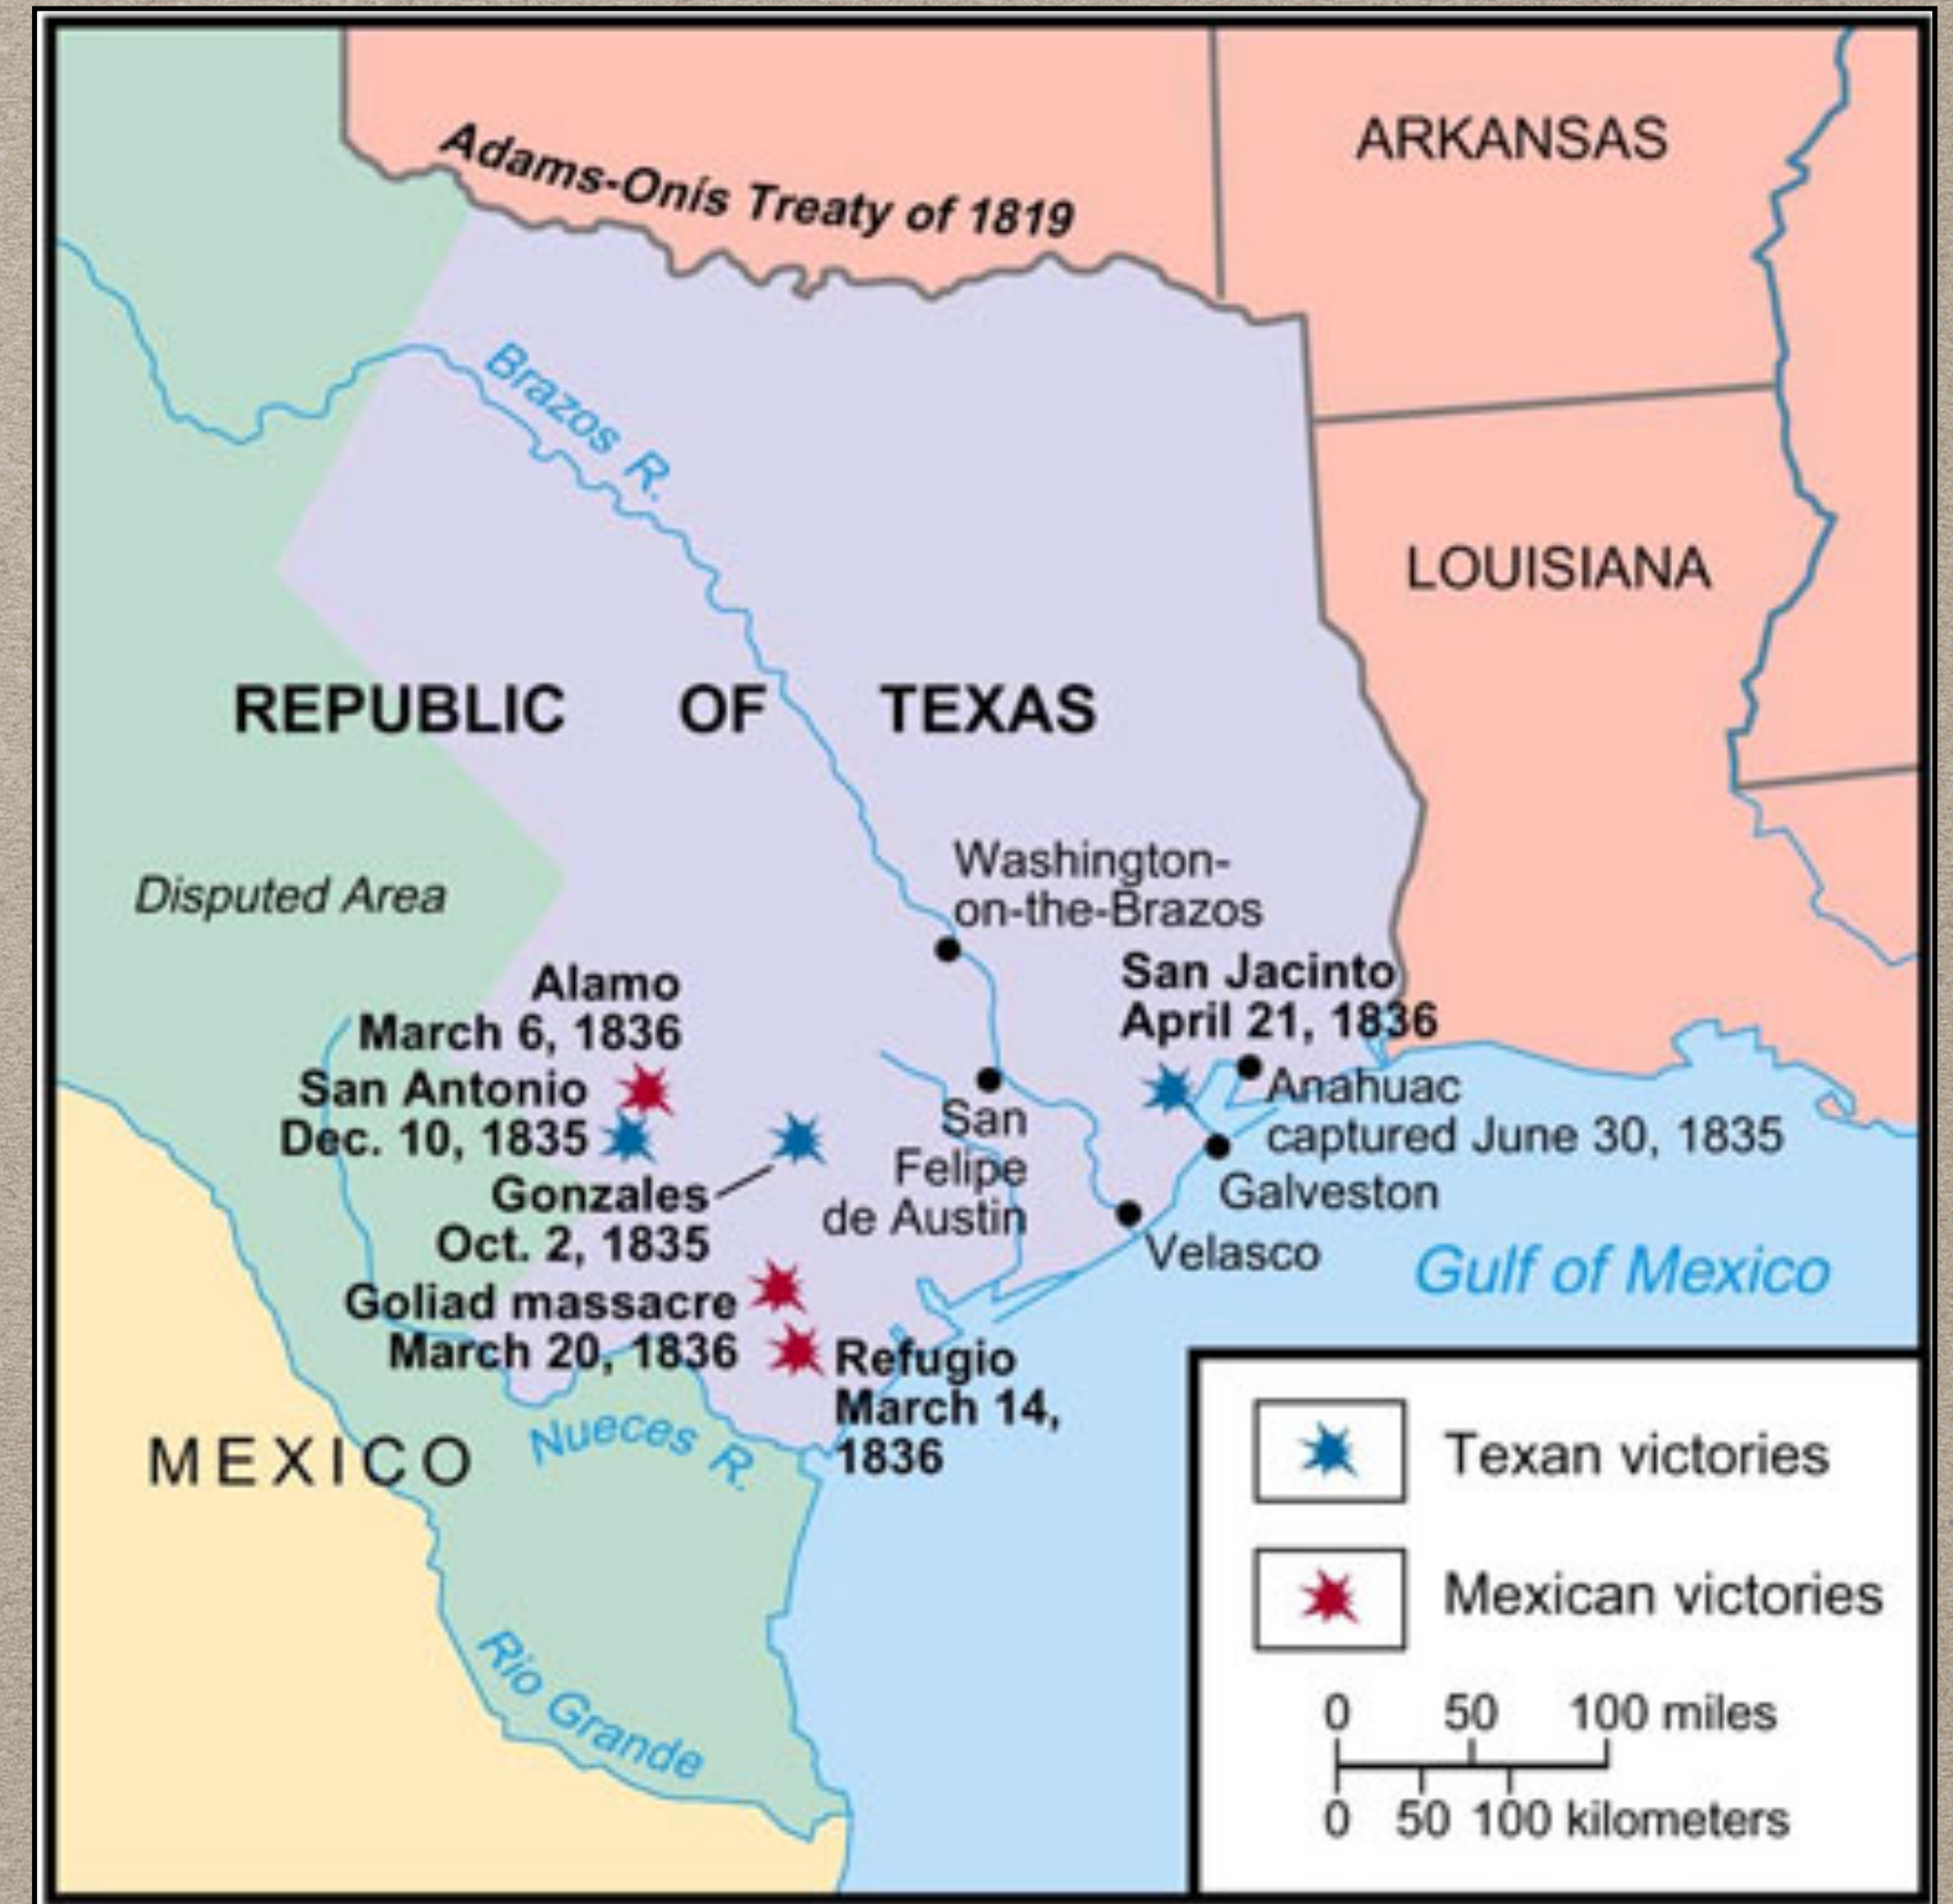 ARKANSAS
Adams-Onís Treaty of 1819
Brazos R.
LOUISIANA
REPUBLIC OF TEXAS
Washington-
on-the-Brazos
Disputed Area
San Jacinto
April 21, 1836
Alamo
March 6, 1836
San Antonio
Dec. 10, 1835
Anahuac
captured June 30, 1835
San
Felipe
de Austin
Galveston
Gonzales
Oct. 2, 1835
Velasco
Gulf of Mexico
Goliad massacre
March 20, 1836
Refugio
March 14,
1836
MEXICO
Nueces R.
Rio Grande
Texan victories
Mexican victories
0 50 100 miles
0 50 100 kilometers